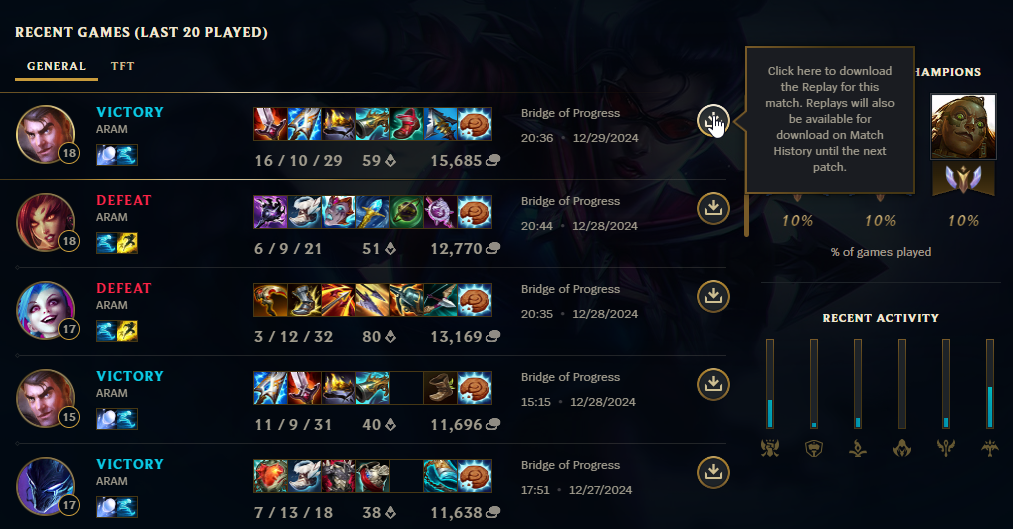 RECENT GAMES (LAST 20 PLAYED)
GENERAL TFT
VICTORY
ARAM
18
16 / 10 / 29 59 15,685
Bridge of Progress
20:36 • 12/29/2024
DEFEAT
ARAM
18
6 / 9 / 21 51 12,770
Bridge of Progress
20:44 • 12/28/2024
DEFEAT
ARAM
17
3 / 12 / 32 80 13,169
Bridge of Progress
20:35 • 12/28/2024
VICTORY
ARAM
15
11 / 9 / 31 40 11,696
Bridge of Progress
15:15 • 12/28/2024
VICTORY
ARAM
17
7 / 13 / 18 38 11,638
Bridge of Progress
17:51 • 12/27/2024
Click here to download
the Replay for this
match. Replays will also
be available for
download on Match
History until the next
patch.
HAMPIONS
10% 10% 10%
% of games played
RECENT ACTIVITY